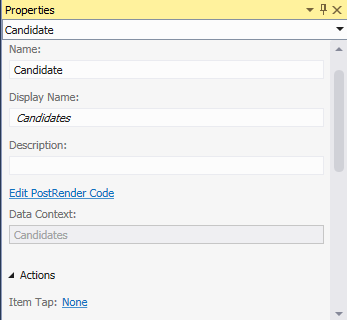 Properties
Candidate
Name:
Candidate
Display Name:
Candidates
Description:
Edit PostRender Code
Data Context:
Candidates
Actions
Item Tap: None